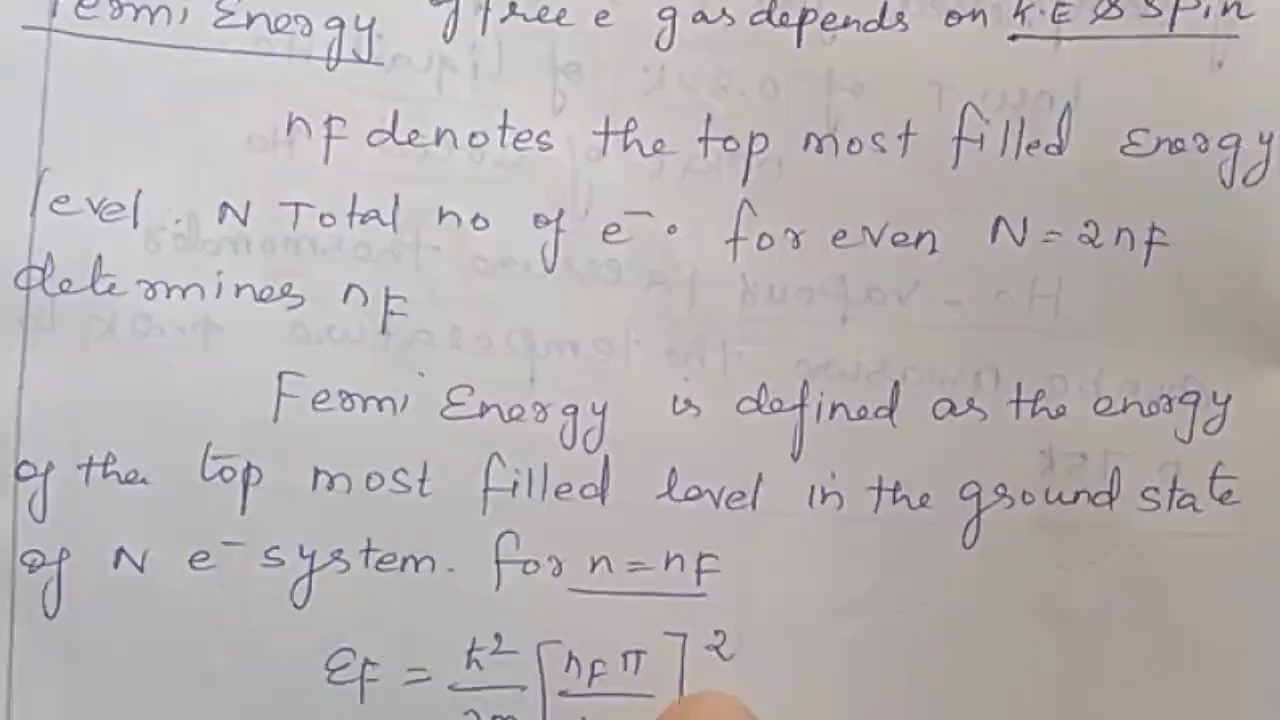 Fermi Energy of free e gas depends on K.E & Spin
nF denotes the top most filled Energy
level. N Total no of e⁻. for even N = 2nF
determines nF
Fermi Energy is defined as the energy
of the top most filled level in the ground state
of N e⁻ system. for n = nF
εF = ħ²/2m [nFπ/ ]²